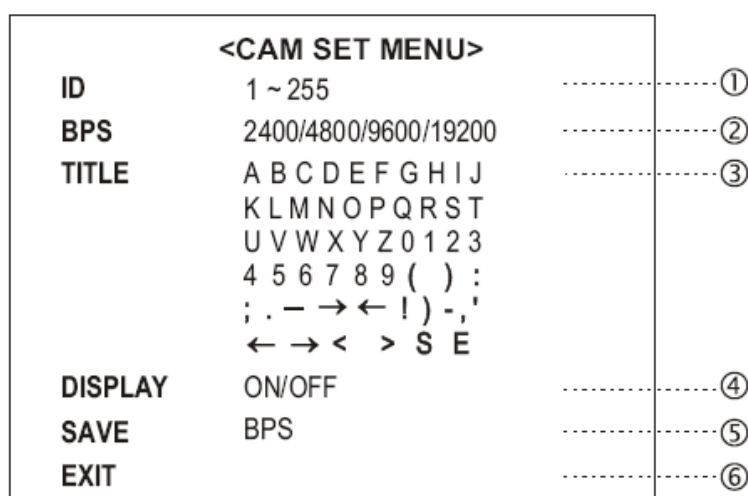 <CAM SET MENU>
ID 1 ~ 255 ①
BPS 2400/4800/9600/19200 ②
TITLE A B C D E F G H I J ③
K L M N O P Q R S T
U V W X Y Z 0 1 2 3
4 5 6 7 8 9 ( ) :
; . – → ← ! ) - , '
← → < > S E
DISPLAY ON/OFF ④
SAVE BPS ⑤
EXIT ⑥